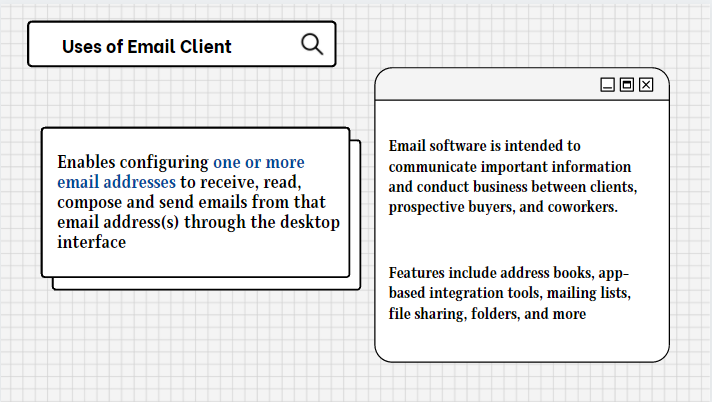 Uses of Email Client
Enables configuring one or more
email addresses to receive, read,
compose and send emails from that
email address(s) through the desktop
interface
Email software is intended to
communicate important information
and conduct business between clients,
prospective buyers, and coworkers.
Features include address books, app-
based integration tools, mailing lists,
file sharing, folders, and more